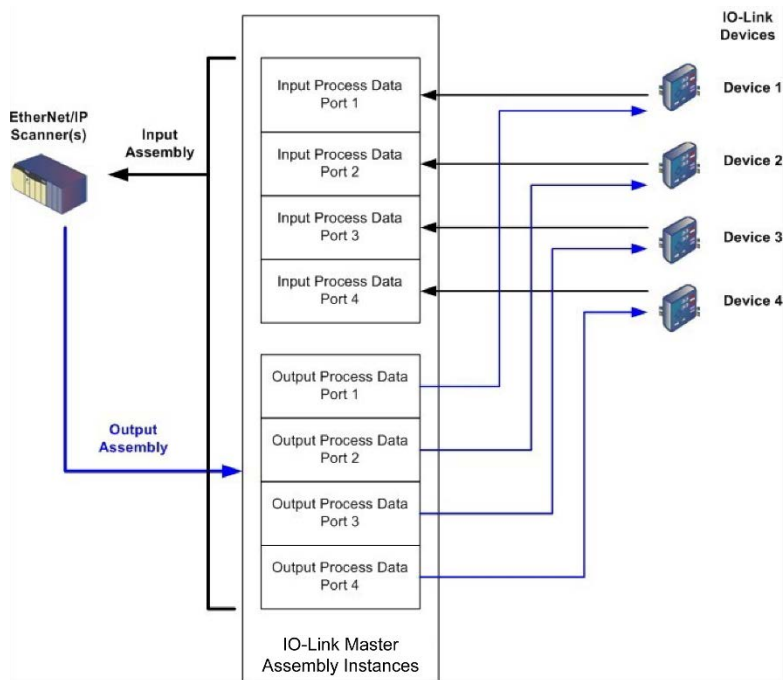 IO-Link
Devices
EtherNet/IP
Scanner(s)
Input
Assembly
Output
Assembly
Input Process Data
Port 1
Input Process Data
Port 2
Input Process Data
Port 3
Input Process Data
Port 4
Output Process Data
Port 1
Output Process Data
Port 2
Output Process Data
Port 3
Output Process Data
Port 4
Device 1
Device 2
Device 3
Device 4
IO-Link Master
Assembly Instances